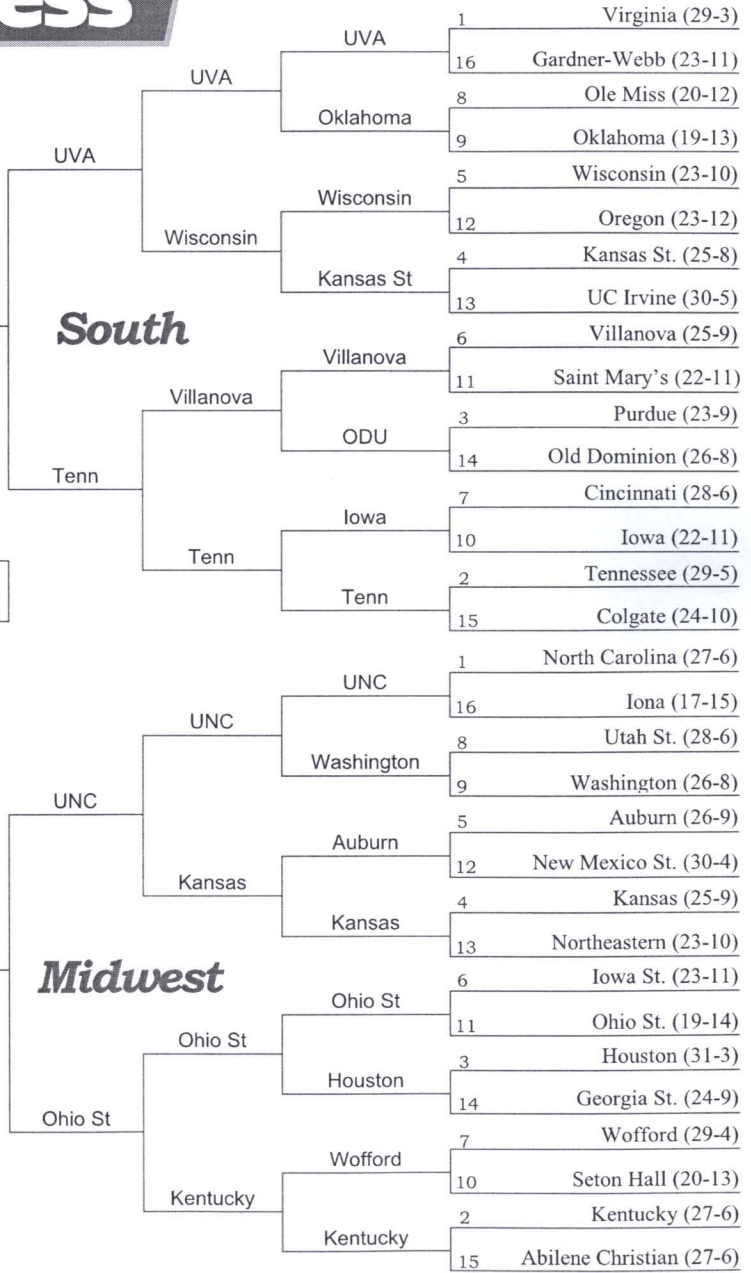 ess
1 Virginia (29-3)
UVA
16 Gardner-Webb (23-11)
UVA
8 Ole Miss (20-12)
Oklahoma
9 Oklahoma (19-13)
UVA
5 Wisconsin (23-10)
Wisconsin
12 Oregon (23-12)
Wisconsin
4 Kansas St. (25-8)
Kansas St
13 UC Irvine (30-5)
South
6 Villanova (25-9)
Villanova
11 Saint Mary's (22-11)
Villanova
3 Purdue (23-9)
ODU
14 Old Dominion (26-8)
Tenn
7 Cincinnati (28-6)
Iowa
10 Iowa (22-11)
Tenn
2 Tennessee (29-5)
Tenn
15 Colgate (24-10)
1 North Carolina (27-6)
UNC
16 Iona (17-15)
UNC
8 Utah St. (28-6)
Washington
9 Washington (26-8)
UNC
5 Auburn (26-9)
Auburn
12 New Mexico St. (30-4)
Kansas
4 Kansas (25-9)
Kansas
13 Northeastern (23-10)
Midwest
6 Iowa St. (23-11)
Ohio St
11 Ohio St. (19-14)
Ohio St
3 Houston (31-3)
Houston
14 Georgia St. (24-9)
Ohio St
7 Wofford (29-4)
Wofford
10 Seton Hall (20-13)
Kentucky
2 Kentucky (27-6)
Kentucky
15 Abilene Christian (27-6)